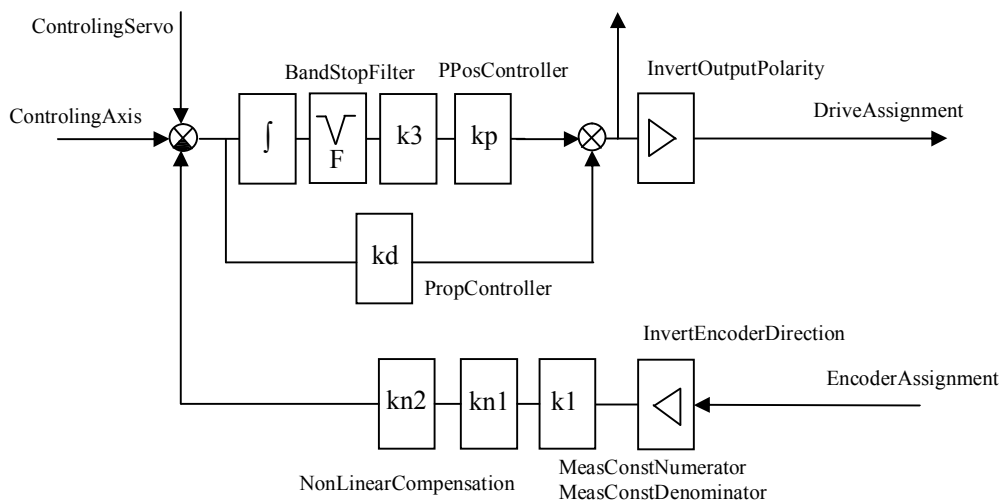 ControlingServo
BandStopFilter
PPosController
InvertOutputPolarity
ControlingAxis
DriveAssignment
∫
F
k3
kp
kd
PropController
InvertEncoderDirection
EncoderAssignment
kn2
kn1
k1
NonLinearCompensation
MeasConstNumerator
MeasConstDenominator